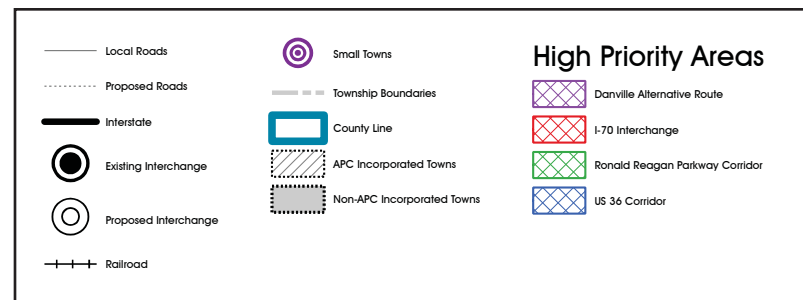 Local Roads
Proposed Roads
Interstate
Existing Interchange
Proposed Interchange
Railroad
Small Towns
Township Boundaries
County Line
APC Incorporated Towns
Non-APC Incorporated Towns
High Priority Areas
Danville Alternative Route
I-70 Interchange
Ronald Reagan Parkway Corridor
US 36 Corridor